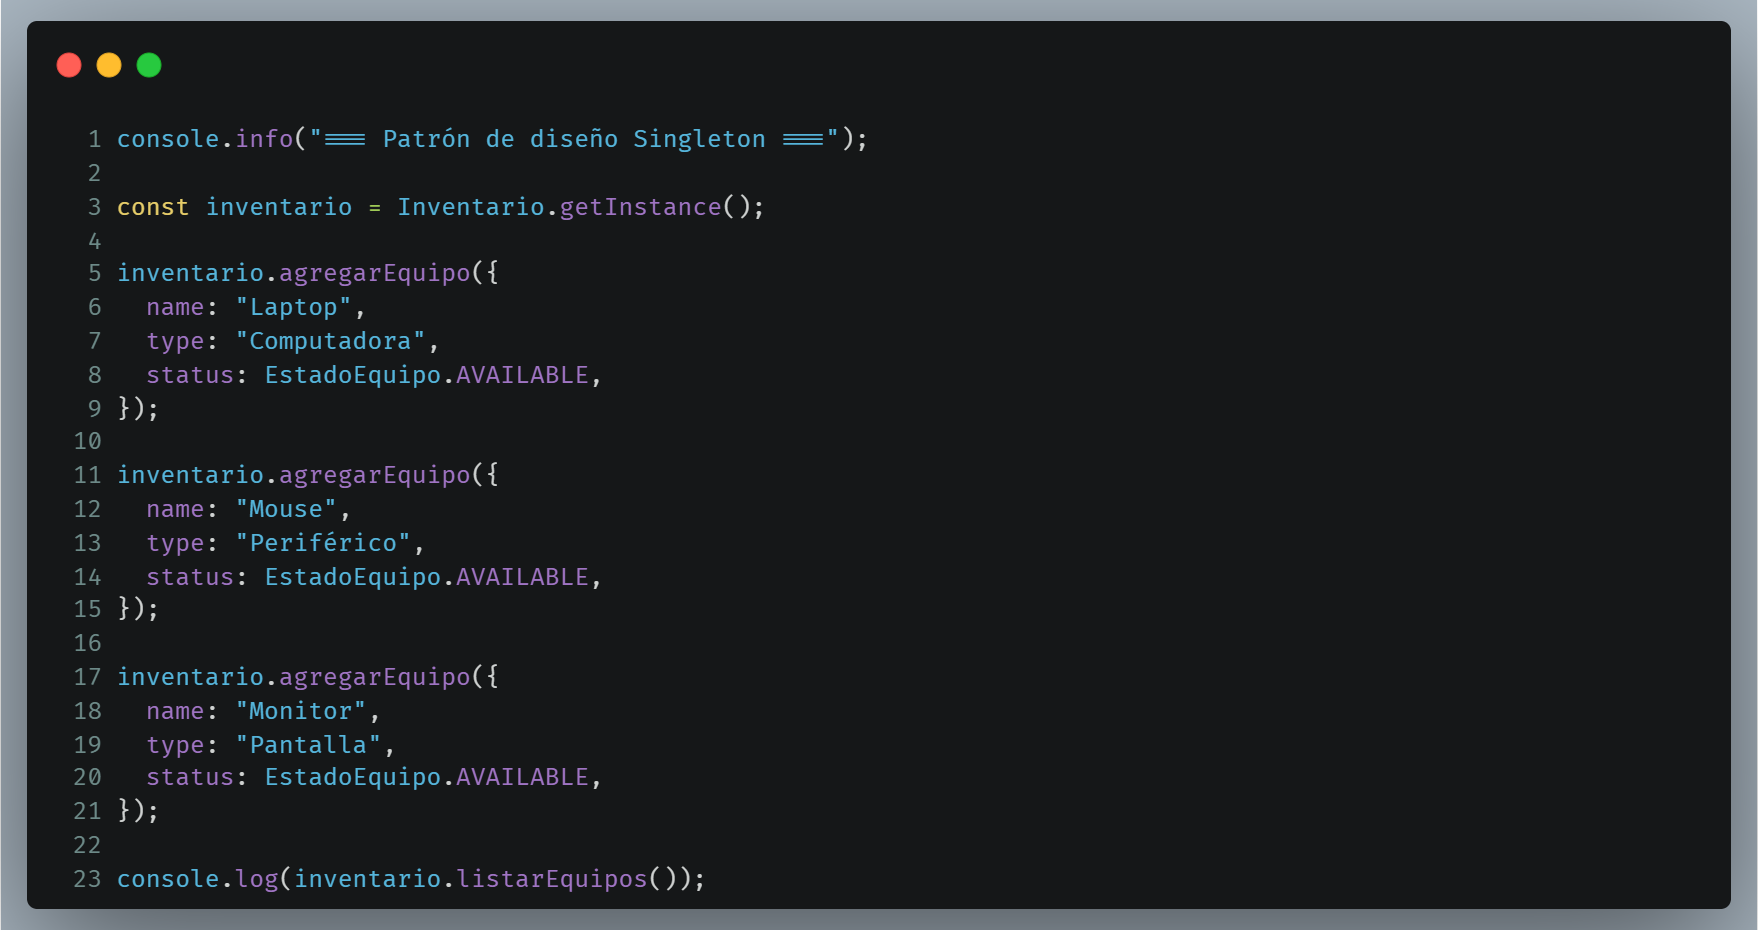 1 console.info("=== Patrón de diseño Singleton ===");
2
3 const inventario = Inventario.getInstance();
4
5 inventario.agregarEquipo({
6   name: "Laptop",
7   type: "Computadora",
8   status: EstadoEquipo.AVAILABLE,
9 });
10
11 inventario.agregarEquipo({
12   name: "Mouse",
13   type: "Periférico",
14   status: EstadoEquipo.AVAILABLE,
15 });
16
17 inventario.agregarEquipo({
18   name: "Monitor",
19   type: "Pantalla",
20   status: EstadoEquipo.AVAILABLE,
21 });
22
23 console.log(inventario.listarEquipos());